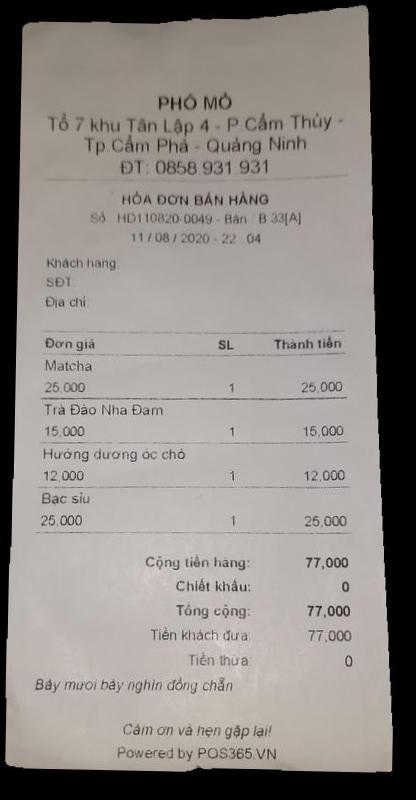 PHỐ MỎ
Tổ 7 khu Tân Lập 4 - P.Cẩm Thủy -
Tp.Cẩm Phả - Quảng Ninh
ĐT: 0858.931.931
HÓA ĐƠN BÁN HÀNG
Số: HD110820-0049 - Bàn : B 33[A]
11 / 08 / 2020 - 22 : 04
Khách hàng:
SĐT:
Địa chỉ:
Đơn giá SL Thành tiền
Matcha
25,000 1 25,000
Trà Đào Nha Đam
15,000 1 15,000
Hướng dương óc chó
12,000 1 12,000
Bạc sỉu
25,000 1 25,000
Cộng tiền hàng: 77,000
Chiết khấu: 0
Tổng cộng: 77,000
Tiền khách đưa: 77,000
Tiền thừa: 0
Bảy mươi bảy nghìn đồng chẵn
Cảm ơn và hẹn gặp lại!
Powered by POS365.VN